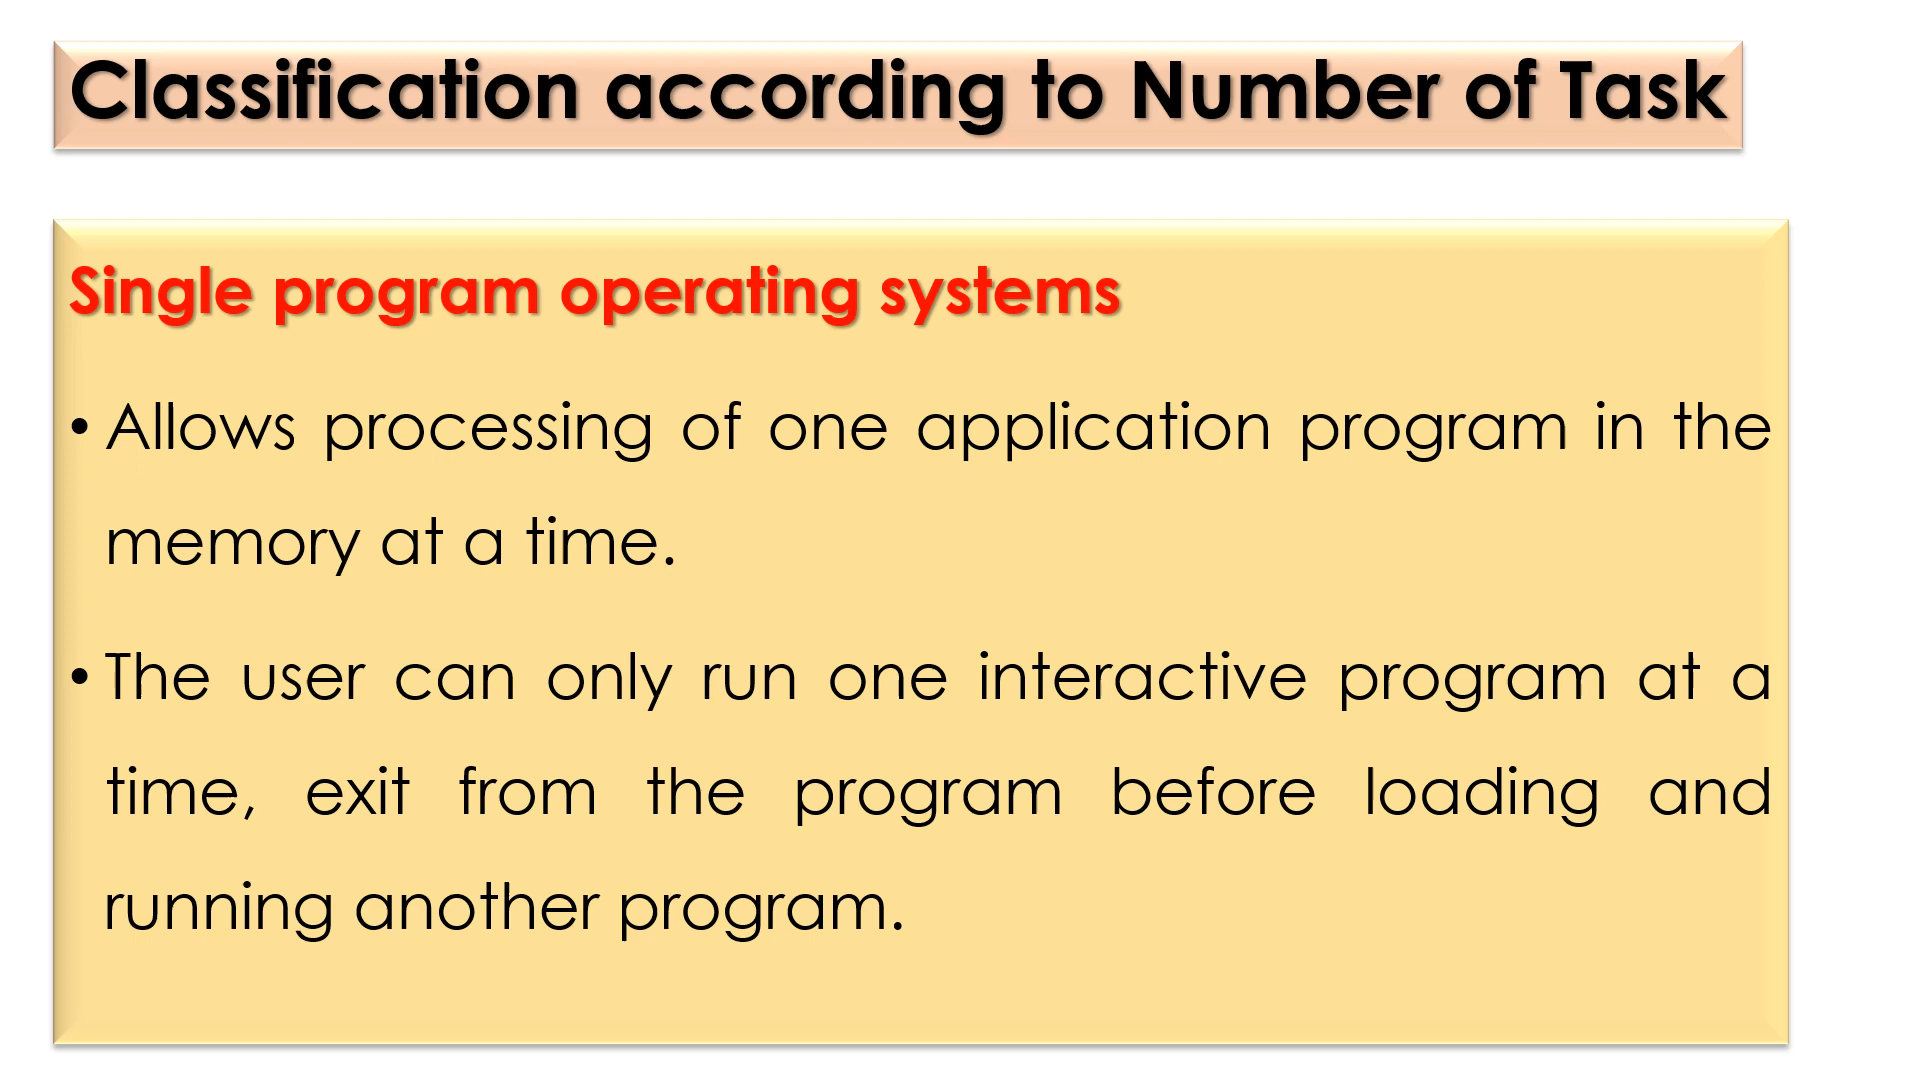 Classification according to Number of Task
Single program operating systems
• Allows processing of one application program in the
memory at a time.
• The user can only run one interactive program at a
time, exit from the program before loading and
running another program.